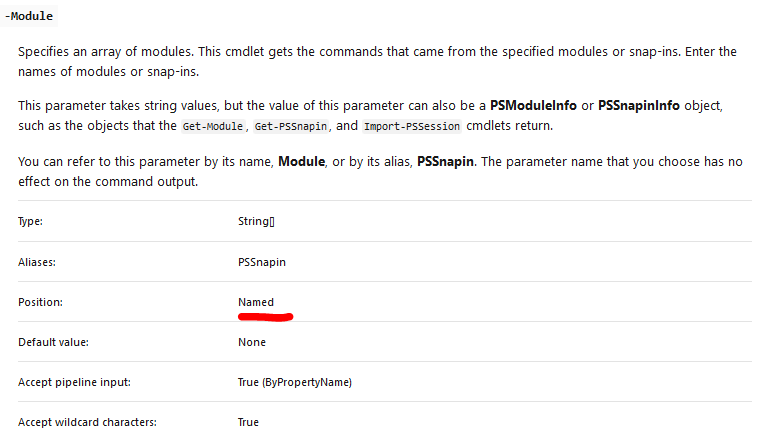 -Module
Specifies an array of modules. This cmdlet gets the commands that came from the specified modules or snap-ins. Enter the
names of modules or snap-ins.
This parameter takes string values, but the value of this parameter can also be a PSModuleInfo or PSSnapinInfo object,
such as the objects that the Get-Module, Get-PSSnapin, and Import-PSSession cmdlets return.
You can refer to this parameter by its name, Module, or by its alias, PSSnapin. The parameter name that you choose has no
effect on the command output.
Type: String[]
Aliases: PSSnapin
Position: Named
Default value: None
Accept pipeline input: True (ByPropertyName)
Accept wildcard characters: True